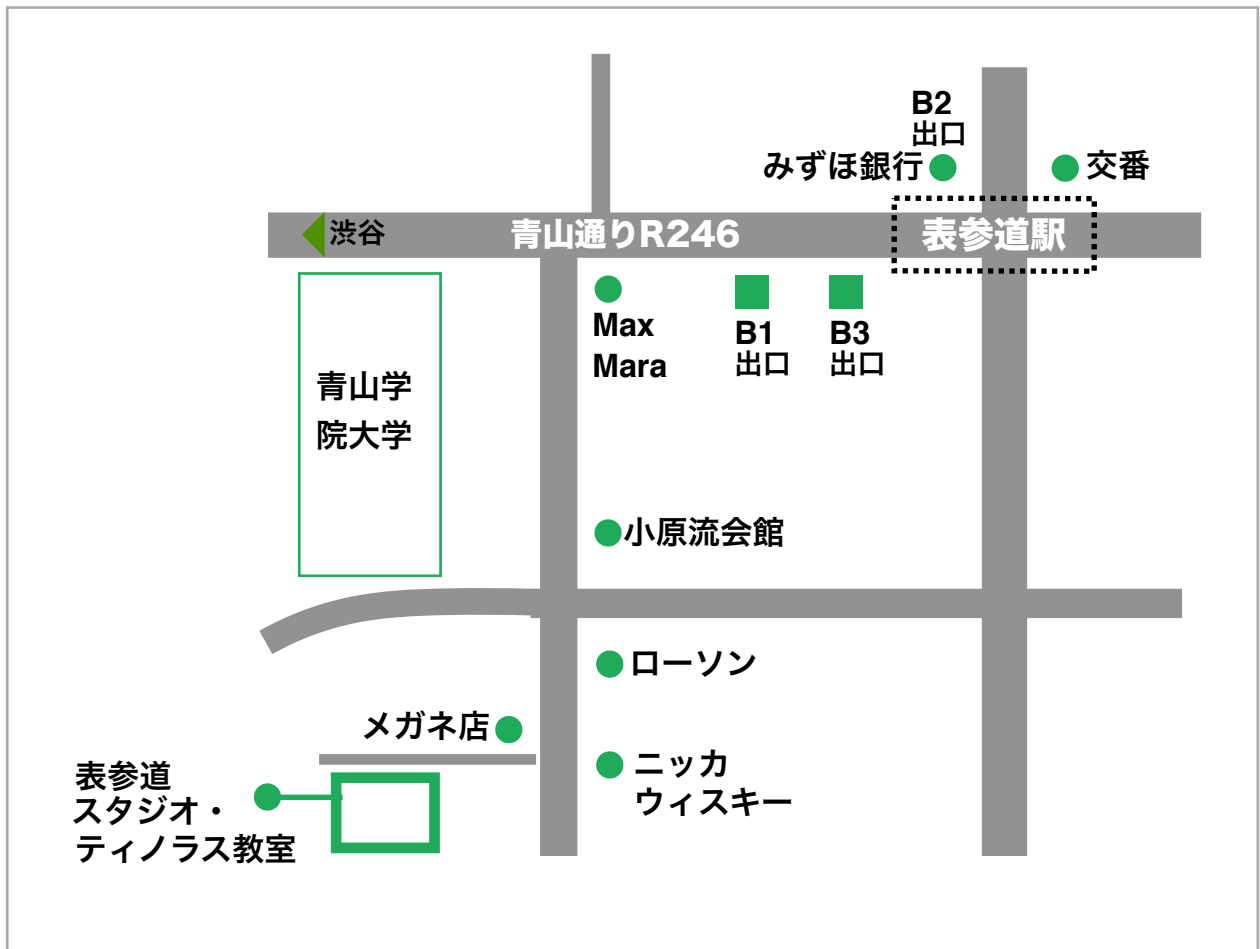 B2
出口
みずほ銀行
交番
渋谷
青山通りR246
表参道駅
Max
Mara
B1
出口
B3
出口
青山学
院大学
小原流会館
ローソン
メガネ店
ニッカ
ウィスキー
表参道
スタジオ・
ティノラス教室